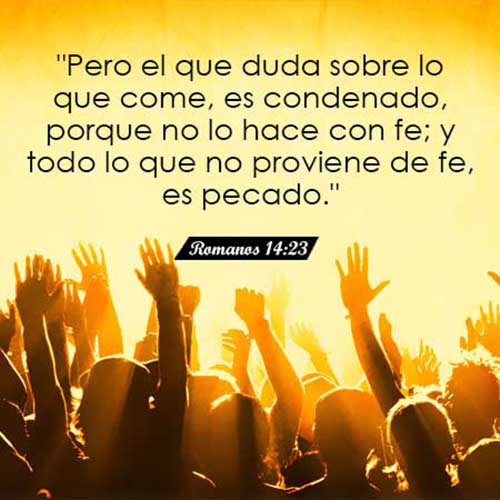 "Pero el que duda sobre lo
que come, es condenado,
porque no lo hace con fe; y
todo lo que no proviene de fe,
es pecado."
Romanos 14:23